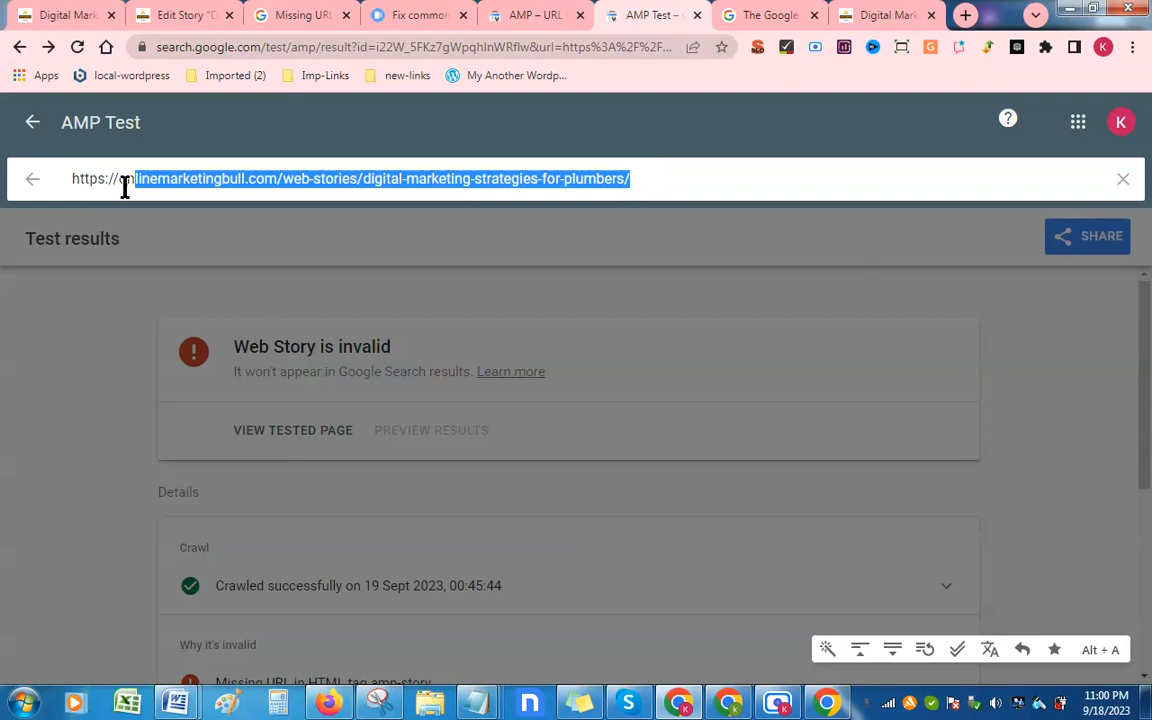 Digital Mark
Edit Story "D
Missing URL
Fix common
AMP – URL
AMP Test –
The Google
Digital Mark
search.google.com/test/amp/result?id=i22W_5FKz7gWpqhInWRflw&url=https%3A%2F%2F...
Apps
local-wordpress
Imported (2)
Imp-Links
new-links
My Another Wordp...
AMP Test
K
https://onlinemarketingbull.com/web-stories/digital-marketing-strategies-for-plumbers/
Test results
SHARE
Web Story is invalid
It won't appear in Google Search results. Learn more
VIEW TESTED PAGE
PREVIEW RESULTS
Details
Crawl
Crawled successfully on 19 Sept 2023, 00:45:44
Why it's invalid
Missing URL in HTML tag amp-story
Alt + A
11:00 PM
9/18/2023